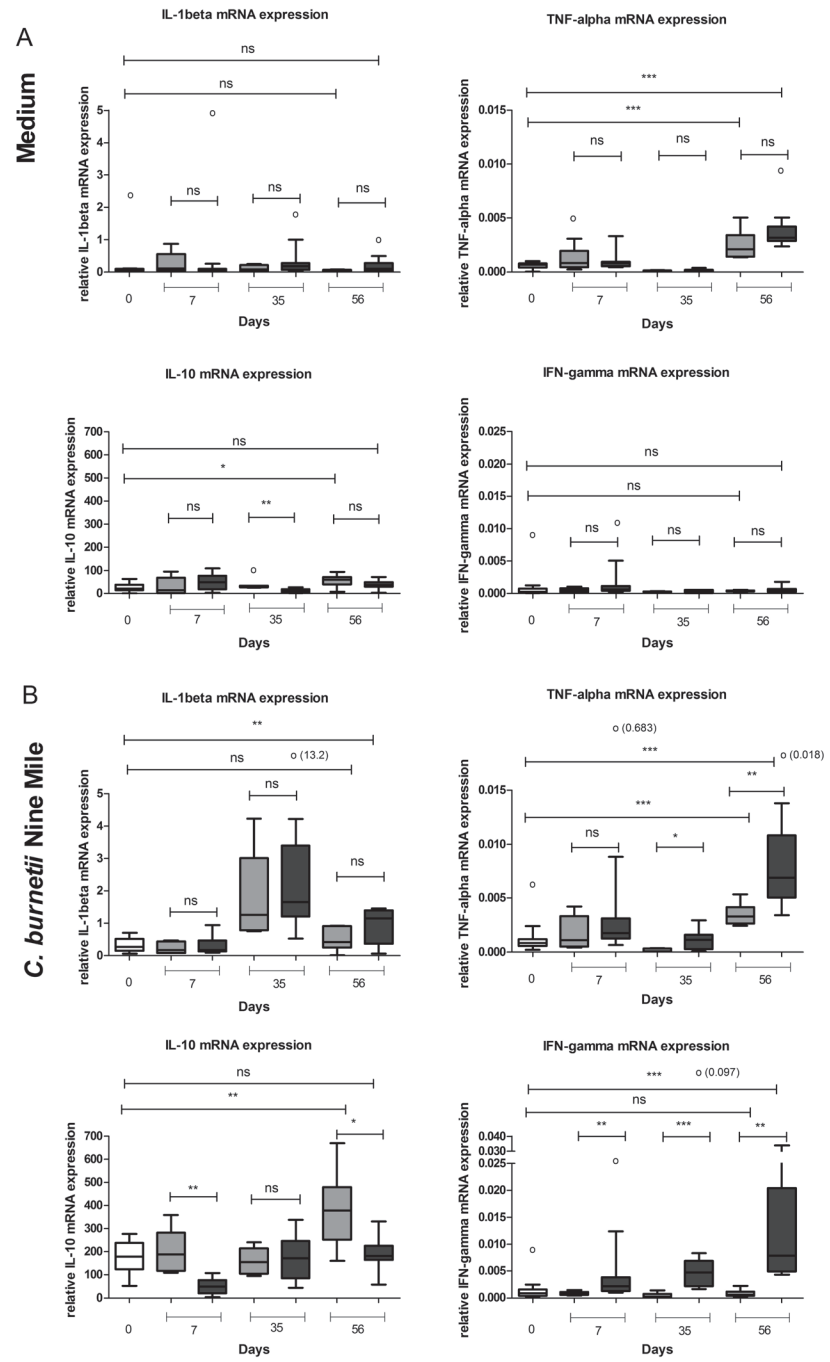 A
Medium
IL-1beta mRNA expression
ns
ns
ns
ns
ns
relative IL-1beta mRNA expression
5
4
3
2
1
0
0
7
35
56
Days
TNF-alpha mRNA expression
***
***
ns
ns
ns
relative TNF-alpha mRNA expression
0.015
0.010
0.005
0.000
0
7
35
56
Days
IL-10 mRNA expression
ns
*
ns
**
ns
relative IL-10 mRNA expression
700
600
500
400
300
200
100
0
0
7
35
56
Days
IFN-gamma mRNA expression
ns
ns
ns
ns
ns
relative IFN-gamma mRNA expression
0.025
0.020
0.015
0.010
0.005
0.000
0
7
35
56
Days
B
C. burnetii Nine Mile
IL-1beta mRNA expression
**
(13.2)
ns
ns
ns
ns
relative IL-1beta mRNA expression
5
4
3
2
1
0
0
7
35
56
Days
TNF-alpha mRNA expression
(0.683)
***
(0.018)
**
***
ns
*
relative TNF-alpha mRNA expression
0.015
0.010
0.005
0.000
0
7
35
56
Days
IL-10 mRNA expression
ns
**
*
**
ns
relative IL-10 mRNA expression
700
600
500
400
300
200
100
0
0
7
35
56
Days
IFN-gamma mRNA expression
*** (0.097)
ns
** *** **
relative IFN-gamma mRNA expression
0.040
0.030
0.025
0.015
0.010
0.005
0.000
0
7
35
56
Days